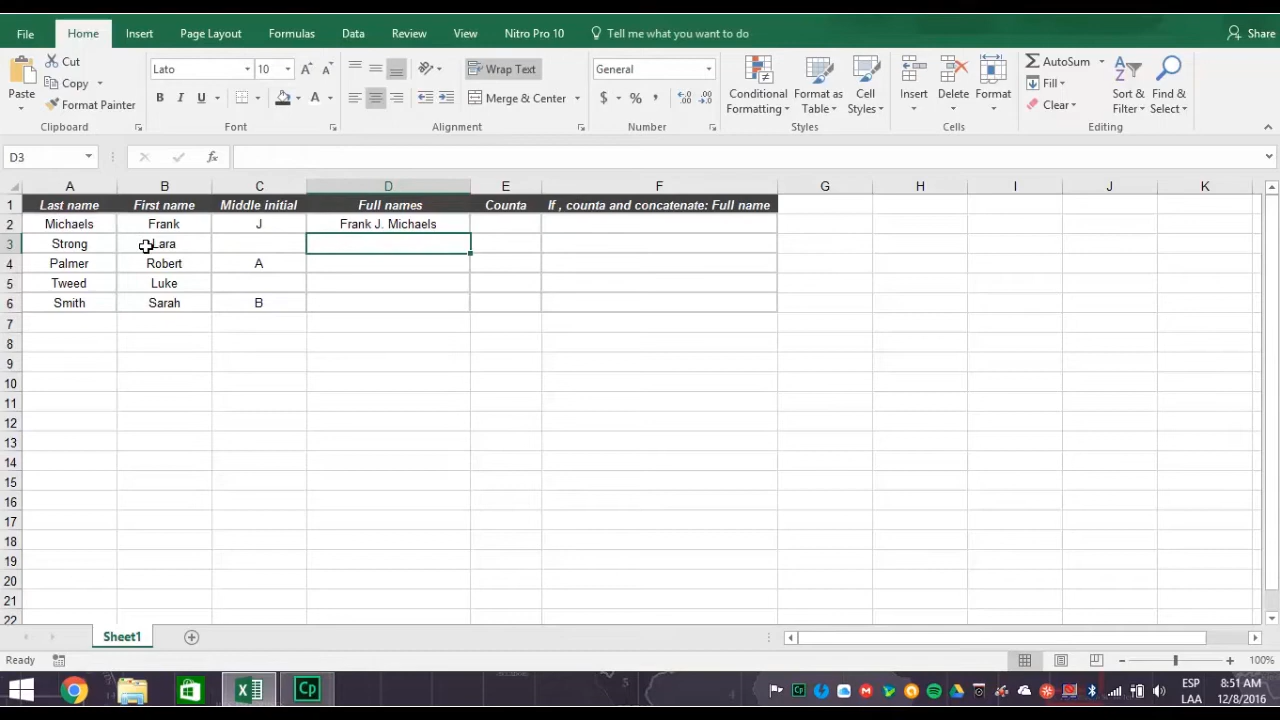 File Home Insert Page Layout Formulas Data Review View Nitro Pro 10 Tell me what you want to do Share
Paste Cut Copy Format Painter
Lato 10 A A B I U A
Wrap Text Merge & Center
General $ % ,
Conditional Formatting Format as Table Cell Styles
Insert Delete Format
AutoSum Fill Clear Sort & Filter Find & Select
Clipboard Font Alignment Number Styles Cells Editing
D3 fx
A B C D E F G H I J K
1 Last name First name Middle initial Full names Counta If , counta and concatenate: Full name
2 Michaels Frank J Frank J. Michaels
3 Strong Lara
4 Palmer Robert A
5 Tweed Luke
6 Smith Sarah B
7
8
9
10
11
12
13
14
15
16
17
18
19
20
21
22
Sheet1
Ready 100%
Cp ESP 8:51 AM
LAA 12/8/2016